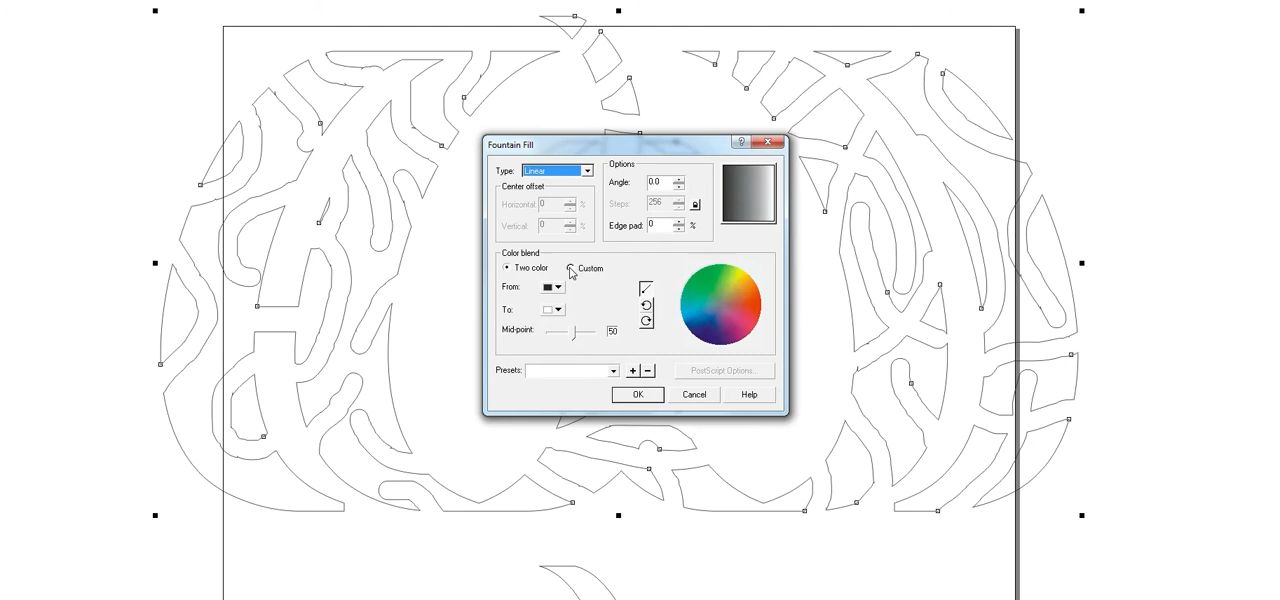 Fountain Fill
Type: Linear
Options
Angle: 0.0
Steps: 256
Edge pad: 0 %
Center offset
Horizontal: 0 %
Vertical: 0 %
Color blend
Two color Custom
From:
To:
Mid-point: 50
Presets:
PostScript Options...
OK Cancel Help